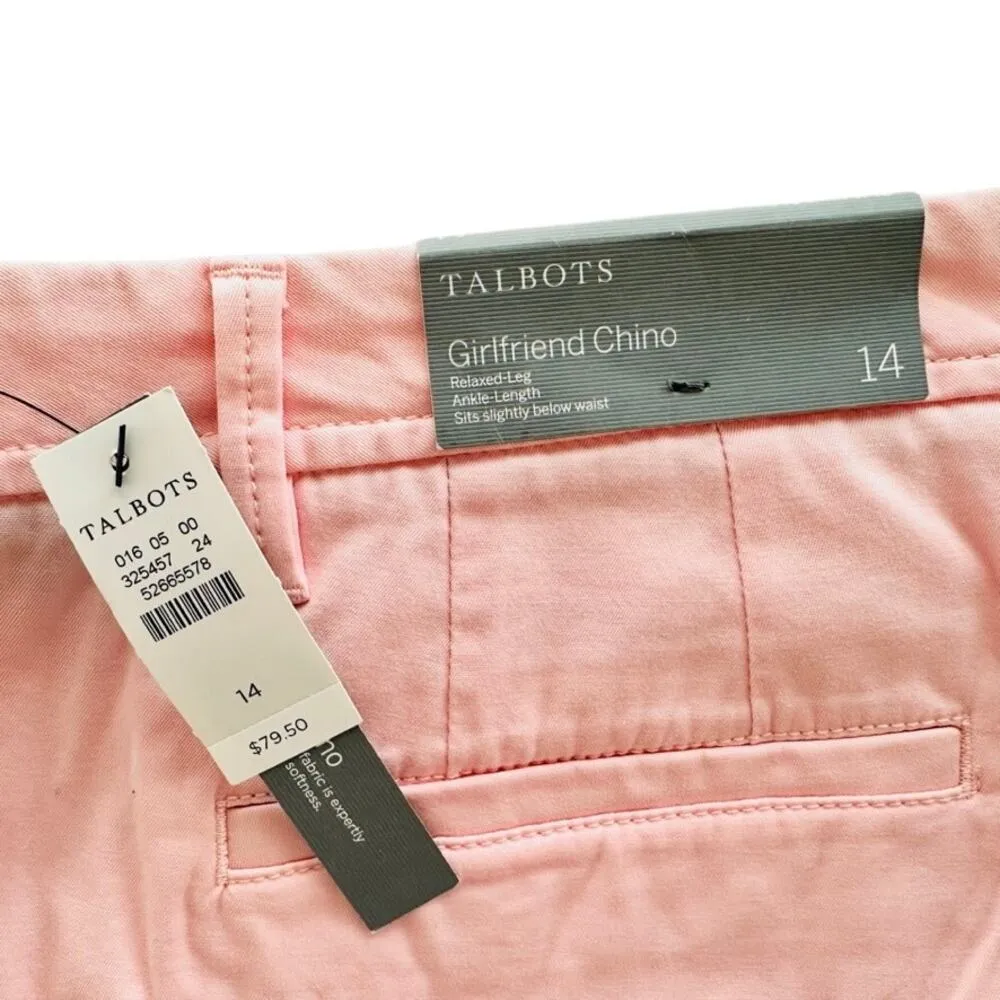 TALBOTS
Girlfriend Chino
Relaxed-Leg
Ankle-Length
Sits slightly below waist
14
TALBOTS
016 05 00
325457 24
52665578
14
$79.50
fabric is expertly
softness.